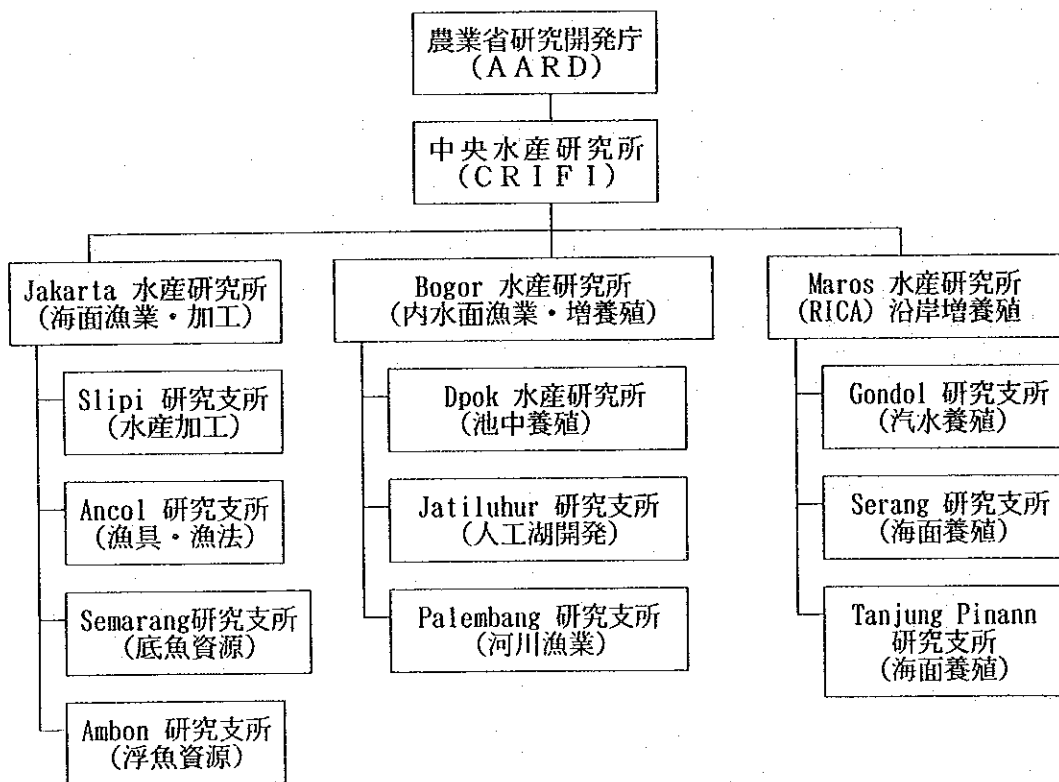 農業省研究開発庁
(AARD)
中央水産研究所
(CRIFI)
Jakarta 水産研究所
(海面漁業・加工)
Slipi 研究支所
(水産加工)
Ancol 研究支所
(漁具・漁法)
Semarang研究支所
(底魚資源)
Ambon 研究支所
(浮魚資源)
Bogor 水産研究所
(内水面漁業・増養殖)
Dpok 水産研究所
(池中養殖)
Jatiluhur 研究支所
(人工湖開発)
Palembang 研究支所
(河川漁業)
Maros 水産研究所
(RICA) 沿岸増養殖
Gondol 研究支所
(汽水養殖)
Serang 研究支所
(海面養殖)
Tanjung Pinann
研究支所
(海面養殖)